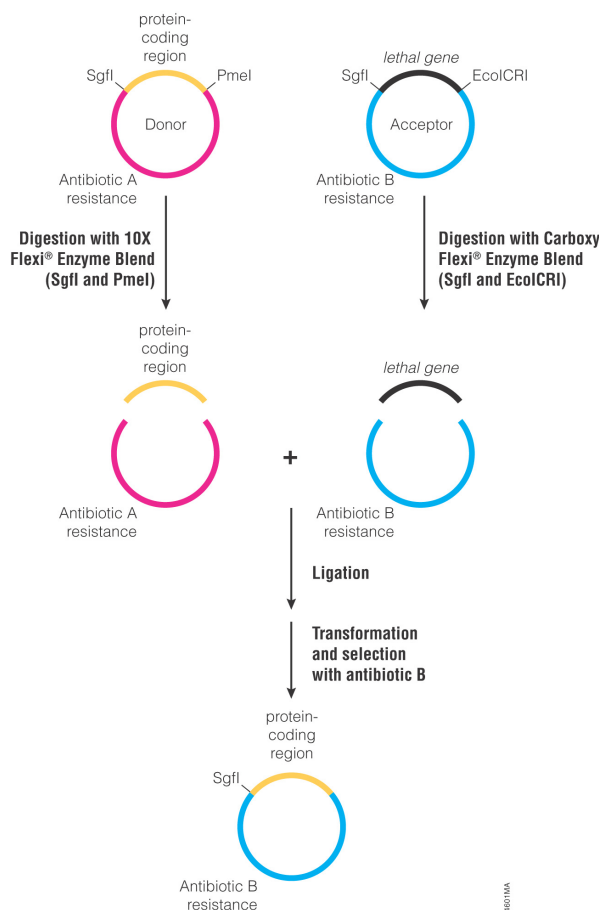 protein-
coding
region
SgfI
PmeI
Donor
Antibiotic A
resistance
lethal gene
SgfI
EcoICRI
Acceptor
Antibiotic B
resistance
Digestion with 10X
Flexi® Enzyme Blend
(SgfI and PmeI)
Digestion with Carboxy
Flexi® Enzyme Blend
(SgfI and EcoICRI)
protein-
coding
region
lethal gene
+
Antibiotic A
resistance
Antibiotic B
resistance
Ligation
Transformation
and selection
with antibiotic B
protein-
coding
region
SgfI
Antibiotic B
resistance